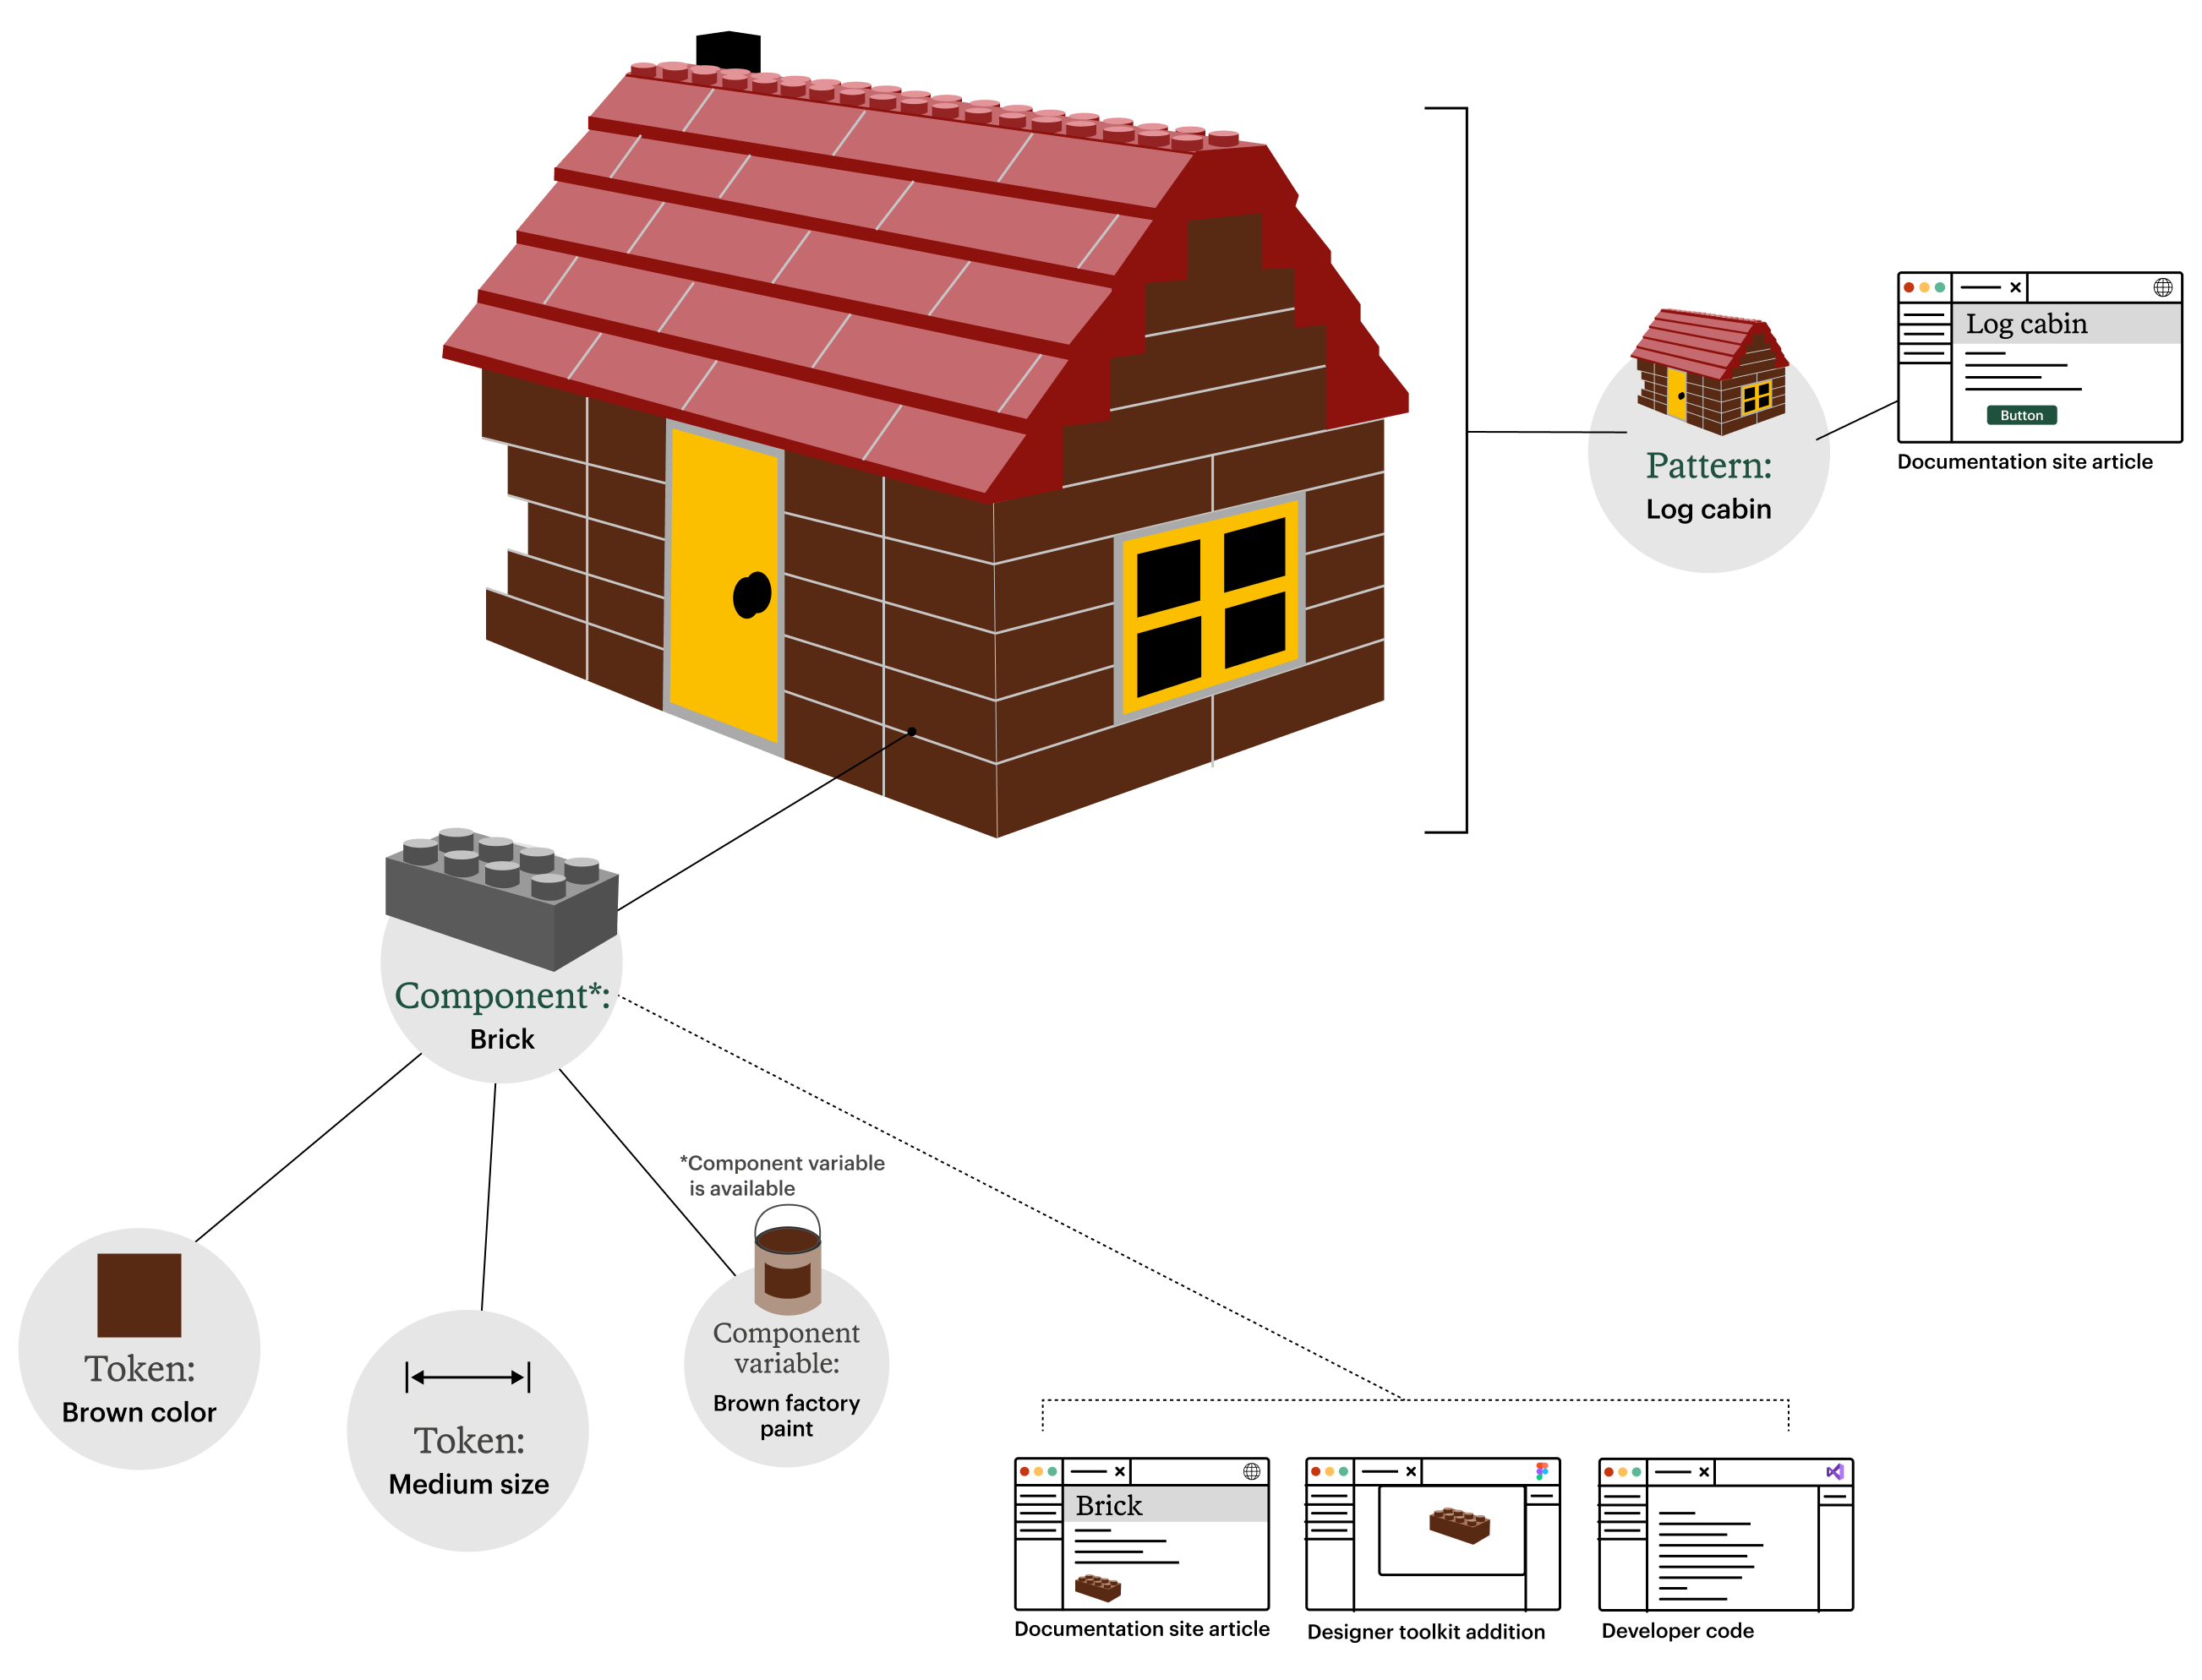 Log cabin
Button
Documentation site article
Pattern:
Log cabin
Component*:
Brick
*Component variable
is available
Token:
Brown color
Token:
Medium size
Component
variable:
Brown factory
paint
Brick
Documentation site article
Designer toolkit addition
Developer code